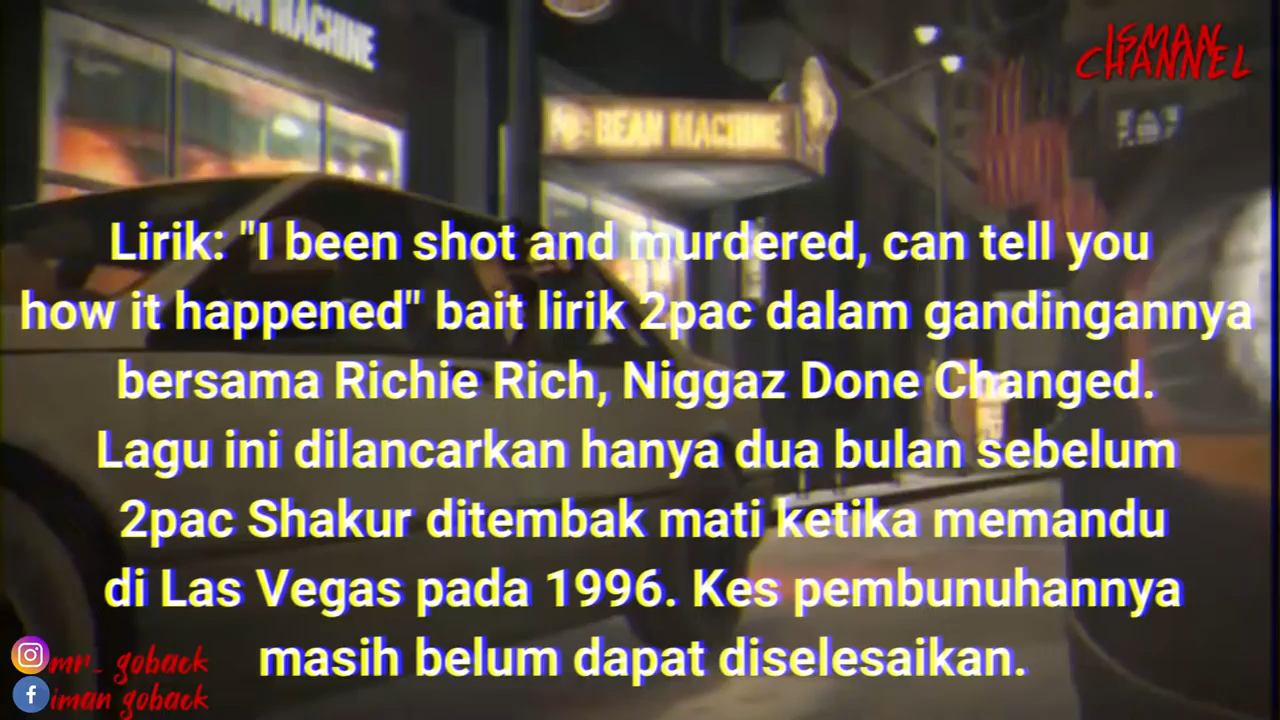 BEAN MACHINE
ISMAN
CHANNEL
BEAN MACHINE
Lirik: "I been shot and murdered, can tell you
how it happened" bait lirik 2pac dalam gandingannya
bersama Richie Rich, Niggaz Done Changed.
Lagu ini dilancarkan hanya dua bulan sebelum
2pac Shakur ditembak mati ketika memandu
di Las Vegas pada 1996. Kes pembunuhannya
masih belum dapat diselesaikan.
mr_ goback
iman goback